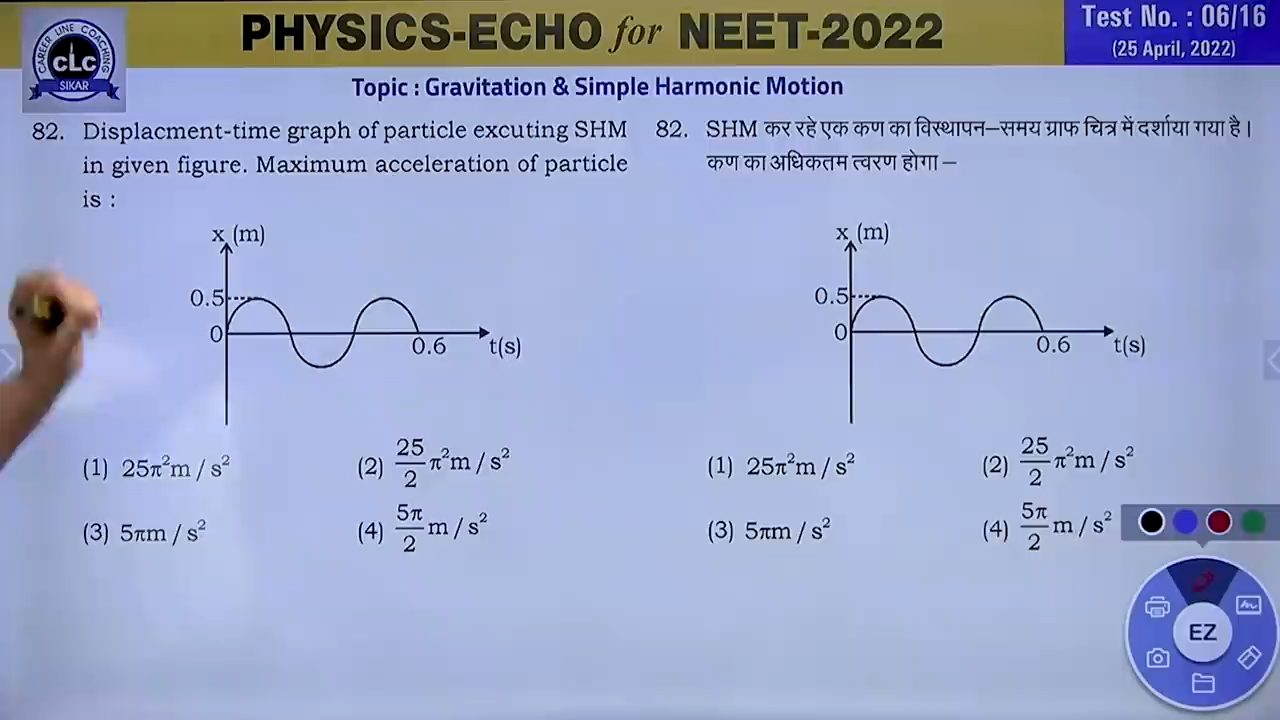 PHYSICS-ECHO for NEET-2022
Test No. : 06/16
(25 April, 2022)
CAREER LINE COACHING
CLC
SIKAR
Topic : Gravitation & Simple Harmonic Motion
82. Displacment-time graph of particle excuting SHM
in given figure. Maximum acceleration of particle
is :
x (m)
0.5
0
0.6
t(s)
(1) 25π²m / s²
(2) 25/2 π²m / s²
(3) 5πm / s²
(4) 5π/2 m / s²
82. SHM कर रहे एक कण का विस्थापन–समय ग्राफ चित्र में दर्शाया गया है।
कण का अधिकतम त्वरण होगा –
x (m)
0.5
0
0.6
t(s)
(1) 25π²m / s²
(2) 25/2 π²m / s²
(3) 5πm / s²
(4) 5π/2 m / s²
EZ